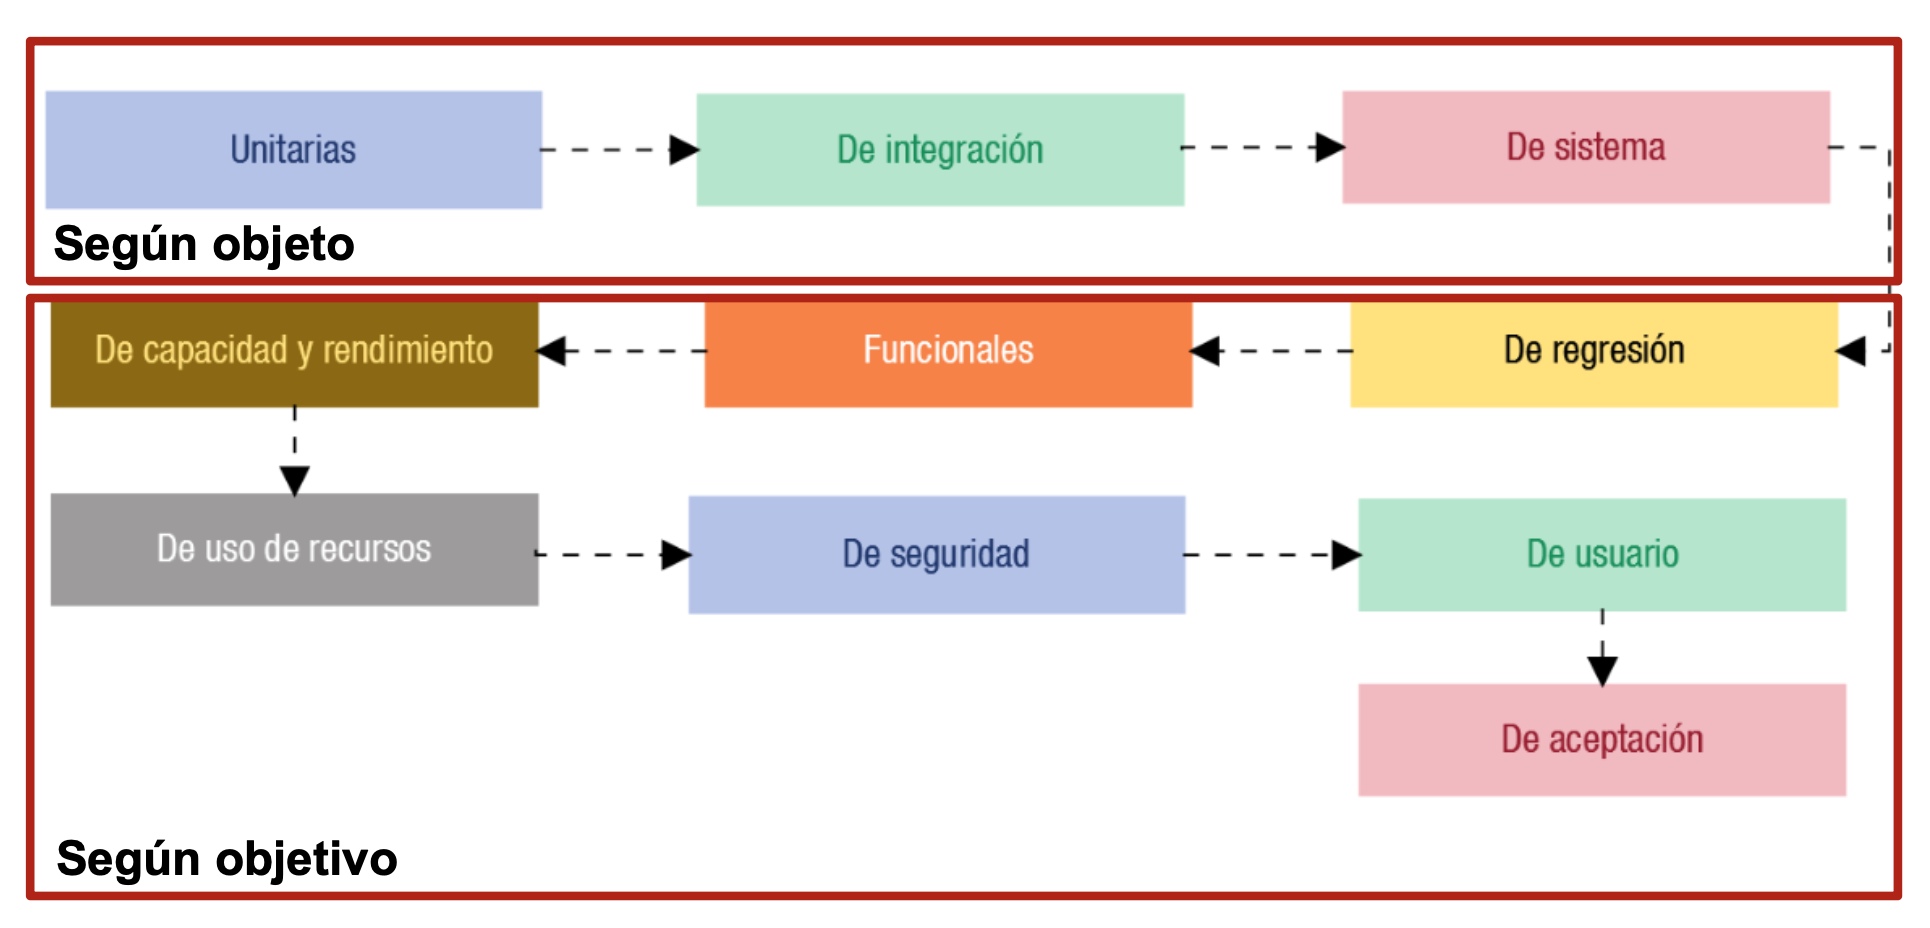 Unitarias
De integración
De sistema
Según objeto
De capacidad y rendimiento
Funcionales
De regresión
De uso de recursos
De seguridad
De usuario
De aceptación
Según objetivo